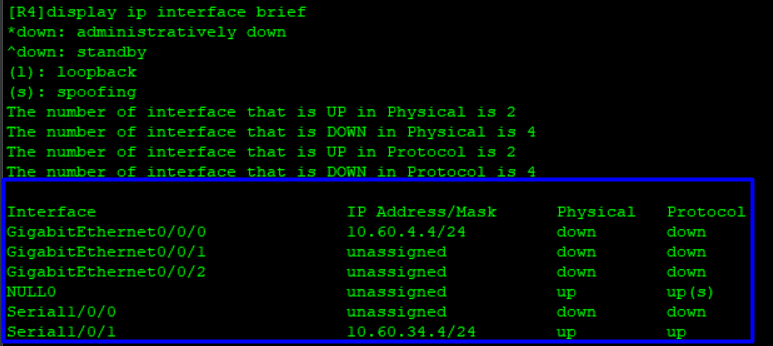 [R4]display ip interface brief
*down: administratively down
^down: standby
(l): loopback
(s): spoofing
The number of interface that is UP in Physical is 2
The number of interface that is DOWN in Physical is 4
The number of interface that is UP in Protocol is 2
The number of interface that is DOWN in Protocol is 4
Interface IP Address/Mask Physical Protocol
GigabitEthernet0/0/0 10.60.4.4/24 down down
GigabitEthernet0/0/1 unassigned down down
GigabitEthernet0/0/2 unassigned down down
NULL0 unassigned up up(s)
Serial1/0/0 unassigned down down
Serial1/0/1 10.60.34.4/24 up up